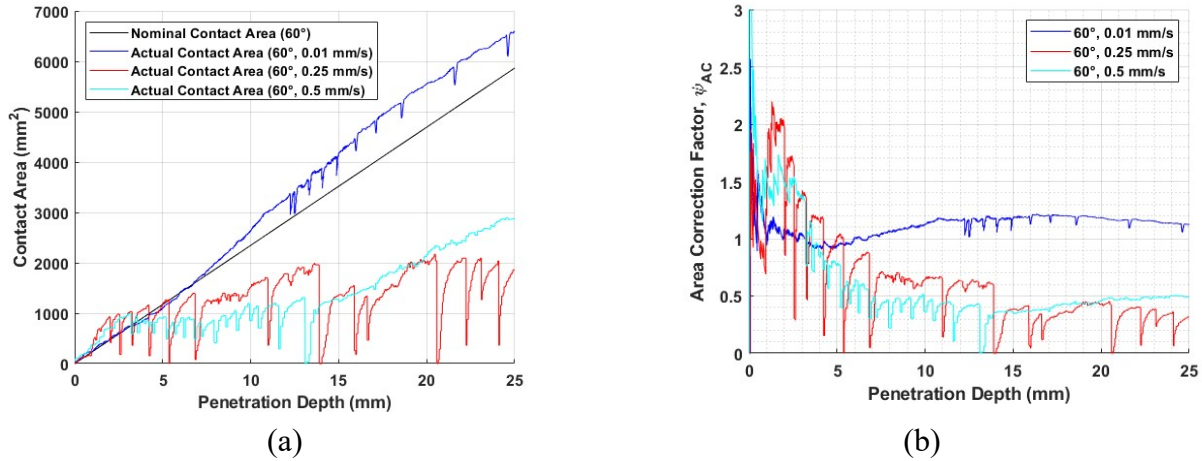 7000
6000
5000
4000
3000
2000
1000
0
Contact Area (mm²)
Nominal Contact Area (60°)
Actual Contact Area (60°, 0.01 mm/s)
Actual Contact Area (60°, 0.25 mm/s)
Actual Contact Area (60°, 0.5 mm/s)
0 5 10 15 20 25
Penetration Depth (mm)
(a)
3
2.5
2
1.5
1
0.5
0
Area Correction Factor, ψ̇_AC
60°, 0.01 mm/s
60°, 0.25 mm/s
60°, 0.5 mm/s
0 5 10 15 20 25
Penetration Depth (mm)
(b)